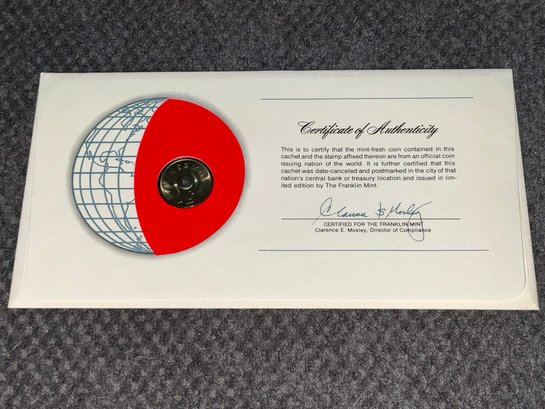 Certificate of Authenticity
This is to certify that the mint-fresh coin contained in this
cachet and the stamp affixed thereon are from an official coin
issuing nation of the world. It is further certified that this
cachet was date-canceled and postmarked in the city of that
nation's central bank or treasury location and issued in lim-
ited edition by The Franklin Mint.
Clarence E. Mosley
CERTIFIED FOR THE FRANKLIN MINT
Clarence E. Mosley, Director of Compliance